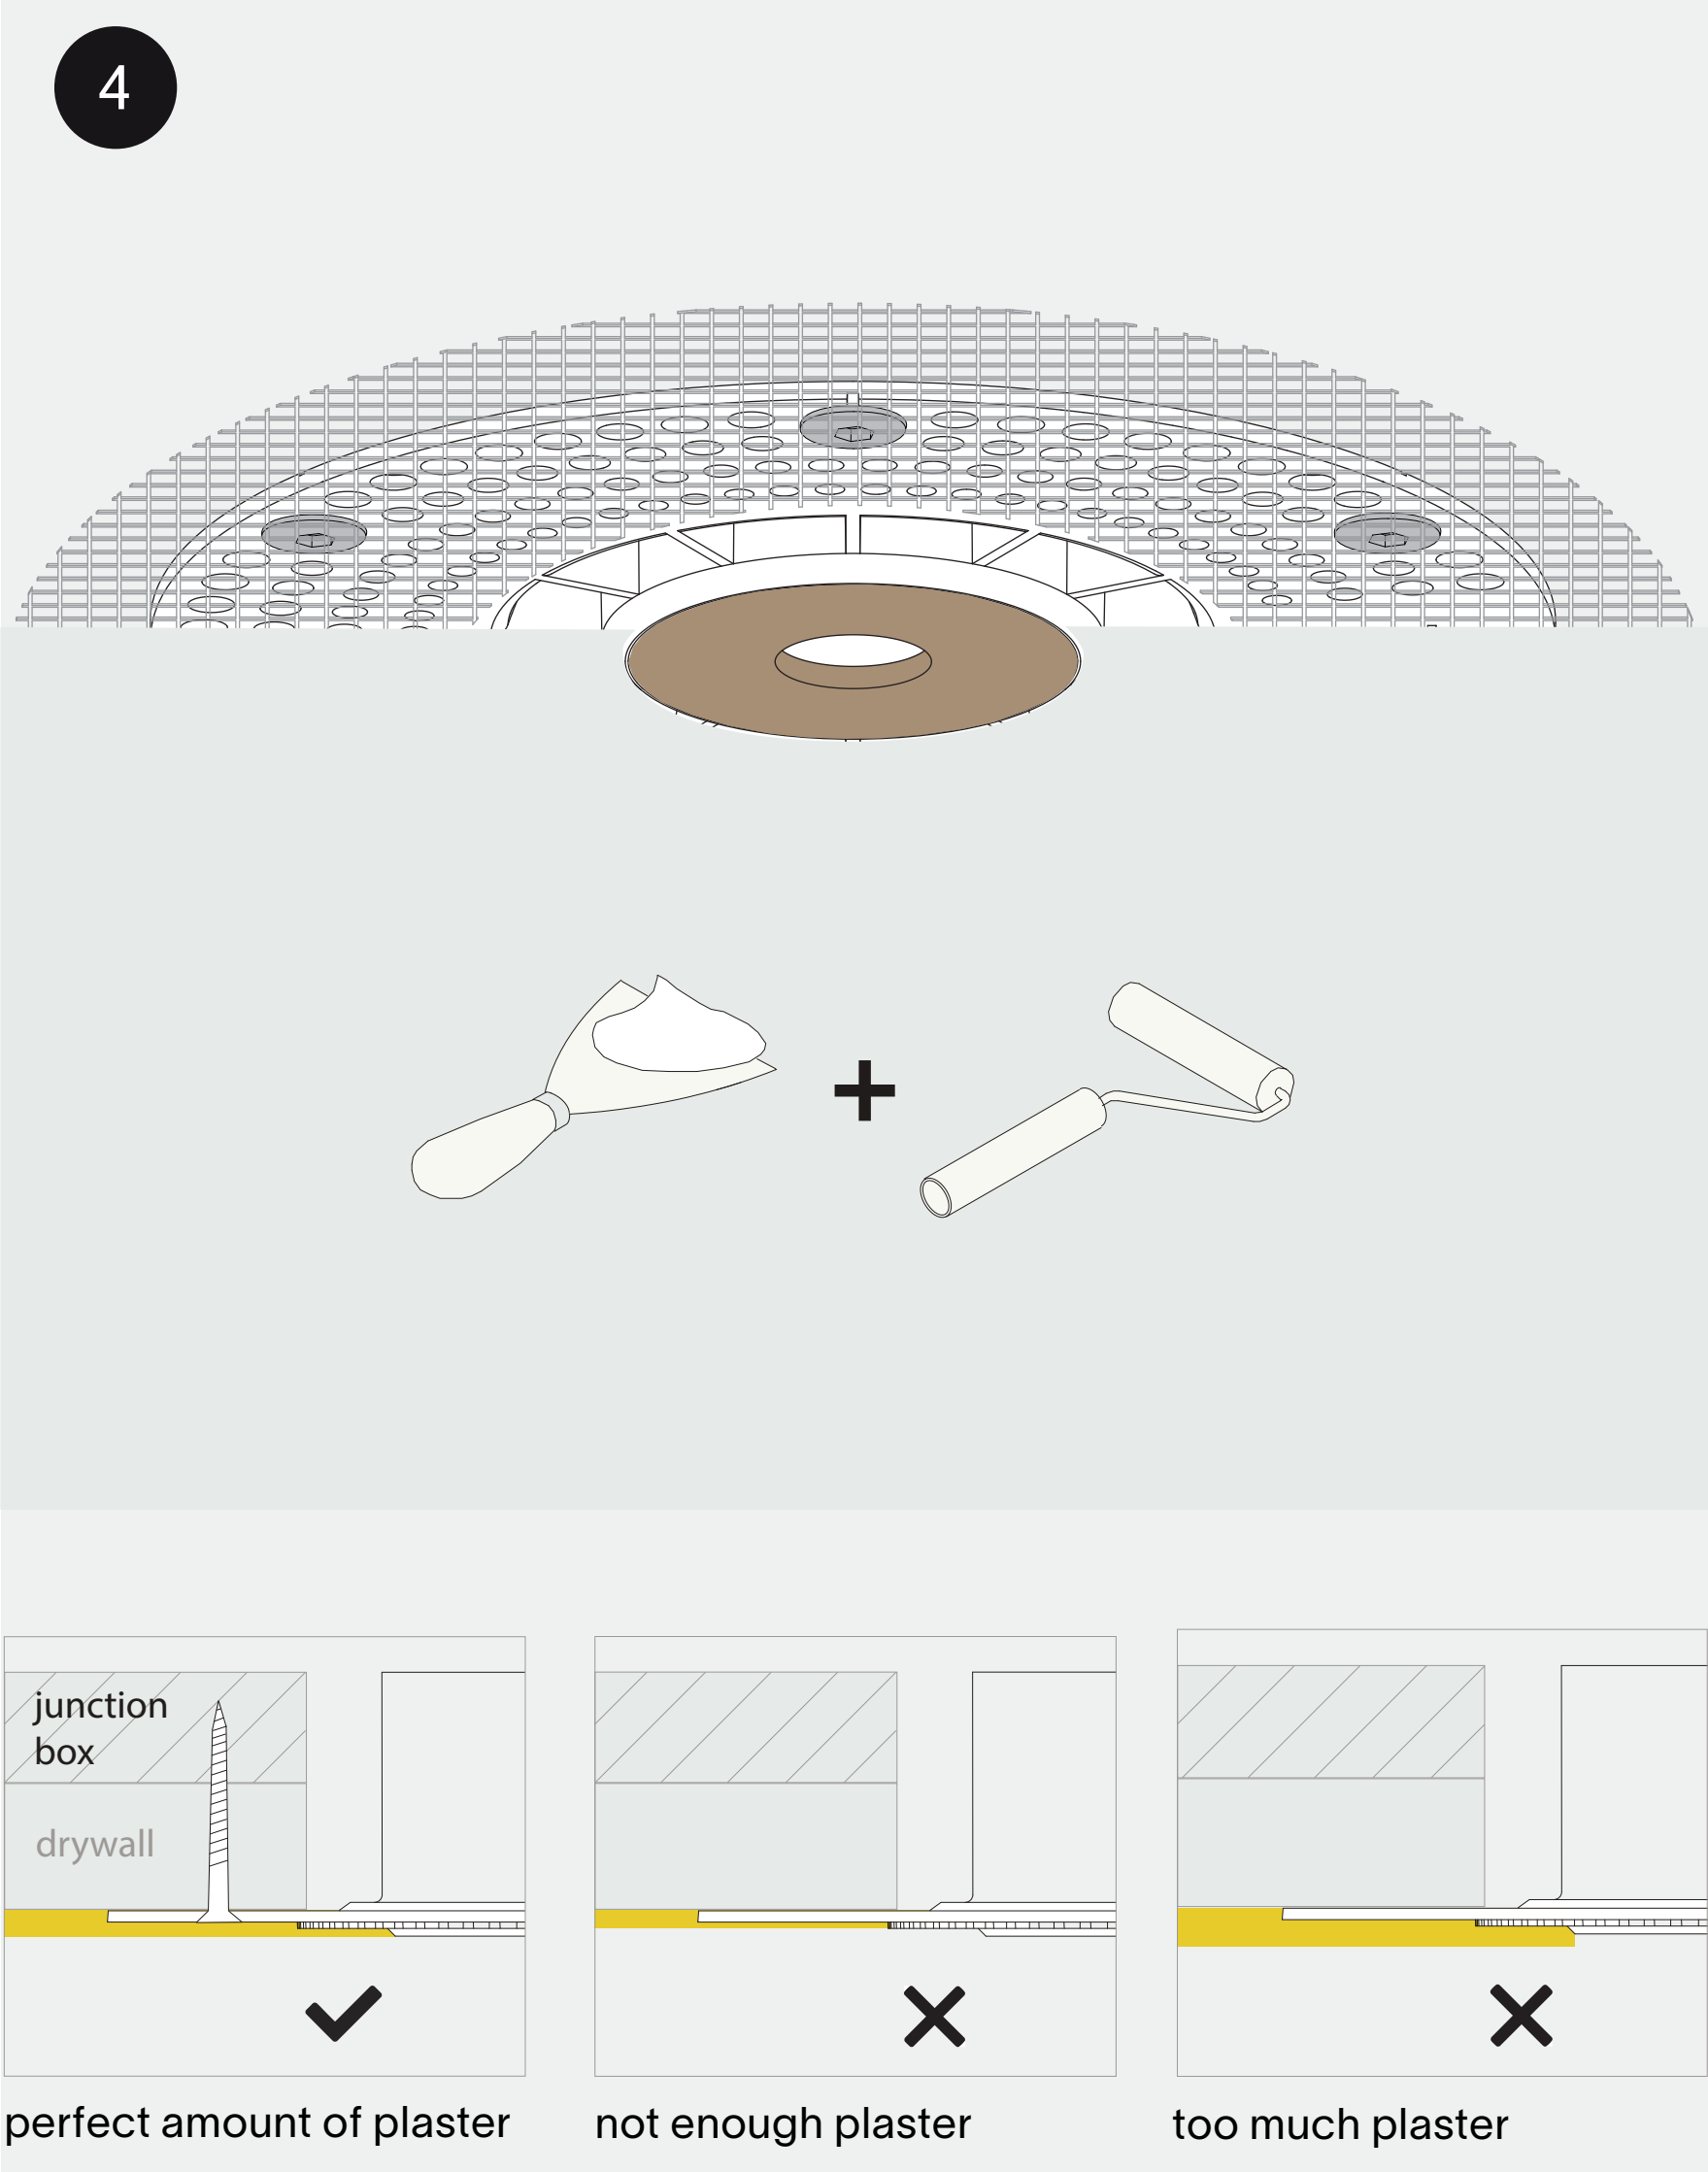 4
junction
box
drywall
perfect amount of plaster
not enough plaster
too much plaster